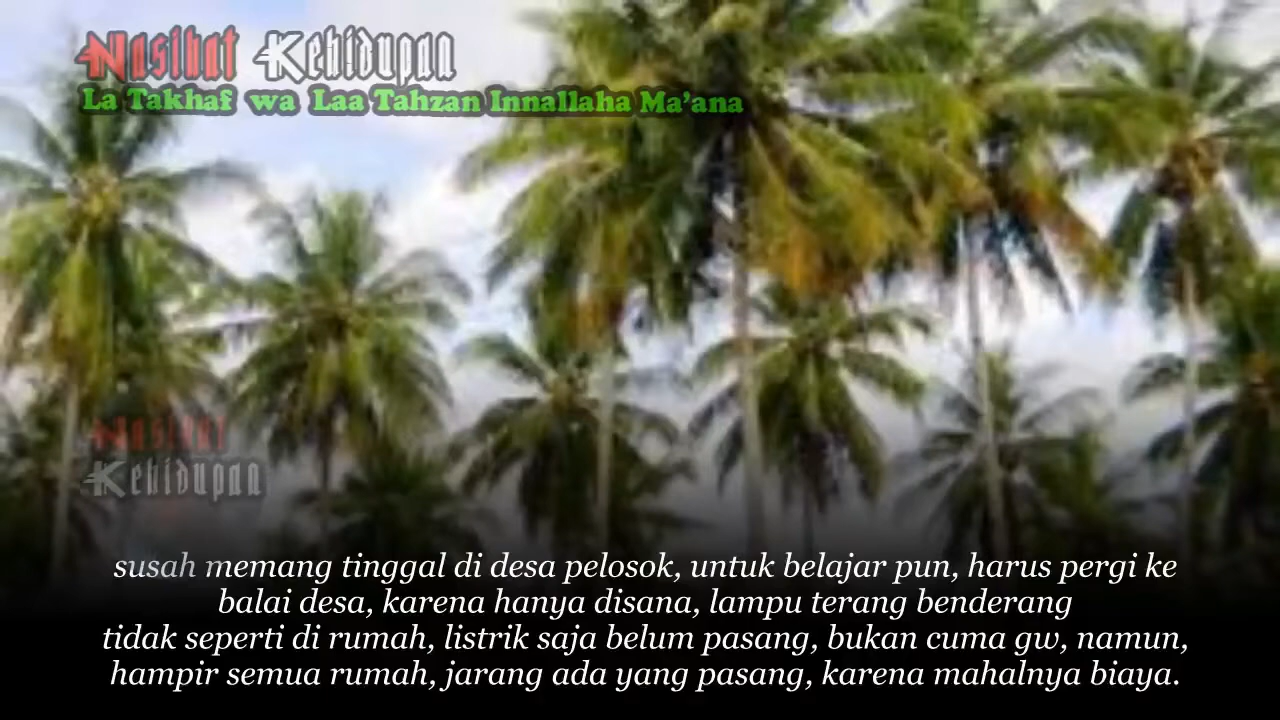 Nasihat Kehidupan
La Takhaf wa Laa Tahzan Innallaha Ma'ana
Nasihat
Kehidupan
susah memang tinggal di desa pelosok, untuk belajar pun, harus pergi ke
balai desa, karena hanya disana, lampu terang benderang
tidak seperti di rumah, listrik saja belum pasang, bukan cuma gw, namun,
hampir semua rumah, jarang ada yang pasang, karena mahalnya biaya.